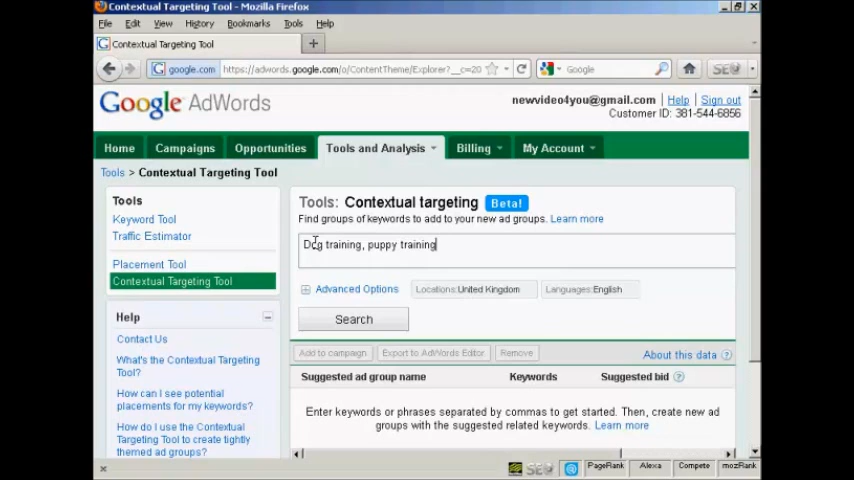 Contextual Targeting Tool - Mozilla Firefox
File Edit View History Bookmarks Tools Help
Contextual Targeting Tool
google.com https://adwords.google.com/o/ContentTheme/Explorer?__c=20 Google SEO
Google AdWords
newvideo4you@gmail.com Help Sign out
Customer ID: 381-544-6856
Home Campaigns Opportunities Tools and Analysis Billing My Account
Tools > Contextual Targeting Tool
Tools
Keyword Tool
Traffic Estimator
Placement Tool
Contextual Targeting Tool
Help
Contact Us
What's the Contextual Targeting
Tool?
How can I see potential
placements for my keywords?
How do I use the Contextual
Targeting Tool to create tightly
themed ad groups?
Tools: Contextual targeting Beta!
Find groups of keywords to add to your new ad groups. Learn more
Dog training, puppy training
Advanced Options Locations:United Kingdom Languages:English
Search
Add to campaign Export to AdWords Editor Remove About this data
Suggested ad group name Keywords Suggested bid
Enter keywords or phrases separated by commas to get started. Then, create new ad
groups with the suggested related keywords. Learn more
SEO PageRank Alexa Compete mozRank